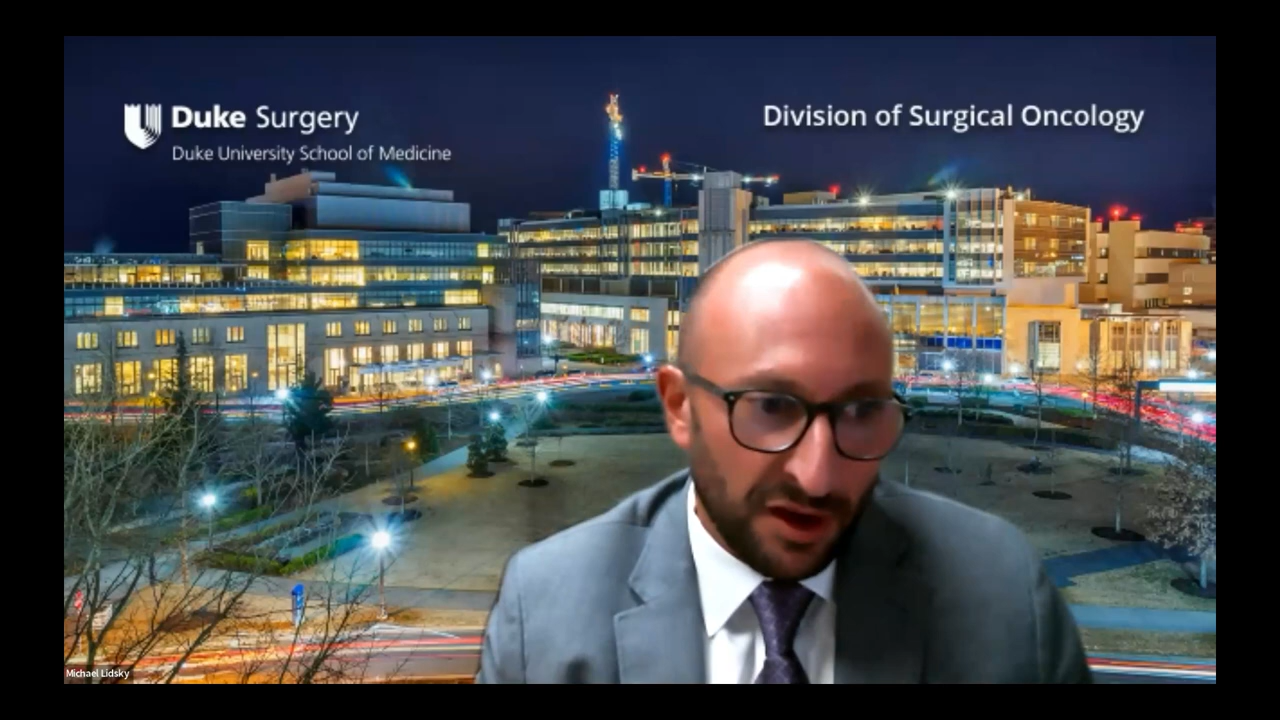 Duke Surgery
Duke University School of Medicine
Division of Surgical Oncology
Michael Lidsky